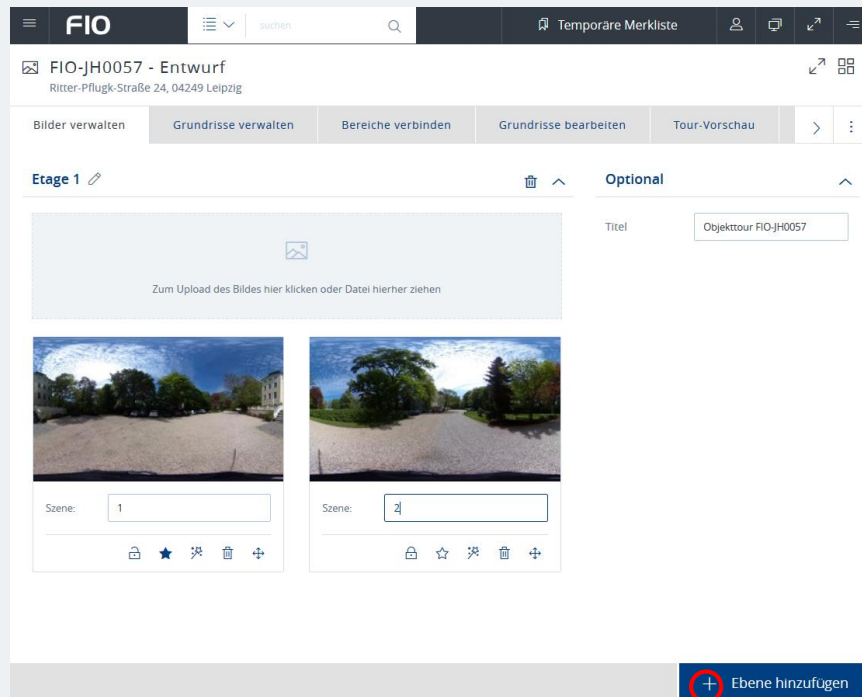 FIO
suchen
Temporäre Merkliste
FIO-JH0057 - Entwurf
Ritter-Pflugk-Straße 24, 04249 Leipzig
Bilder verwalten
Grundrisse verwalten
Bereiche verbinden
Grundrisse bearbeiten
Tour-Vorschau
Etage 1
Optional
Titel
Objekttour FIO-JH0057
Zum Upload des Bildes hier klicken oder Datei hierher ziehen
Szene:
1
Szene:
2
Ebene hinzufügen